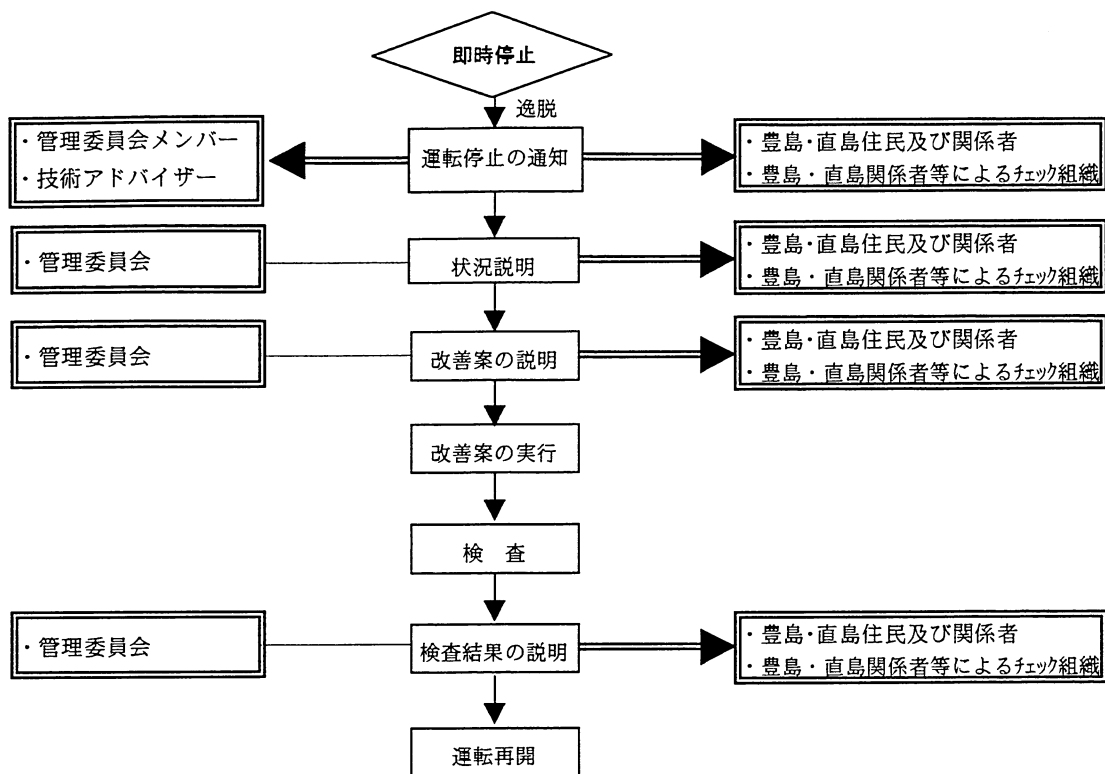 即時停止
逸脱
・管理委員会メンバー
・技術アドバイザー
運転停止の通知
・豊島・直島住民及び関係者
・豊島・直島関係者等によるチェック組織
・管理委員会
状況説明
・豊島・直島住民及び関係者
・豊島・直島関係者等によるチェック組織
・管理委員会
改善案の説明
・豊島・直島住民及び関係者
・豊島・直島関係者等によるチェック組織
改善案の実行
検　査
・管理委員会
検査結果の説明
・豊島・直島住民及び関係者
・豊島・直島関係者等によるチェック組織
運転再開